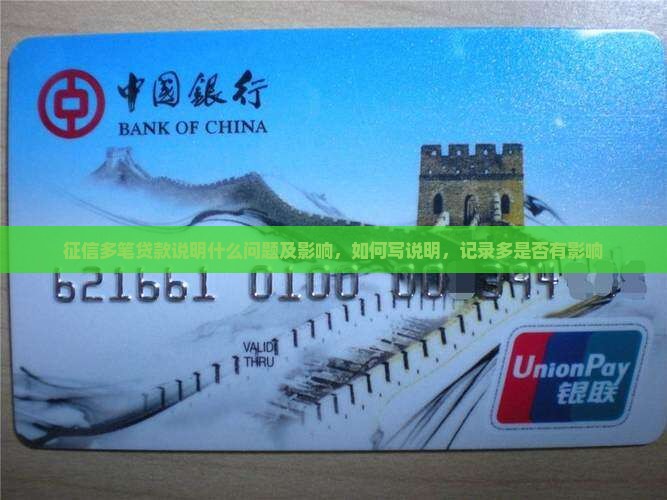 中国銀行
BANK OF CHINA
征信多笔贷款说明什么问题及影响，如何写说明，记录多是否有影响
621661 0100 00
VALID
THRU
UnionPay
银联